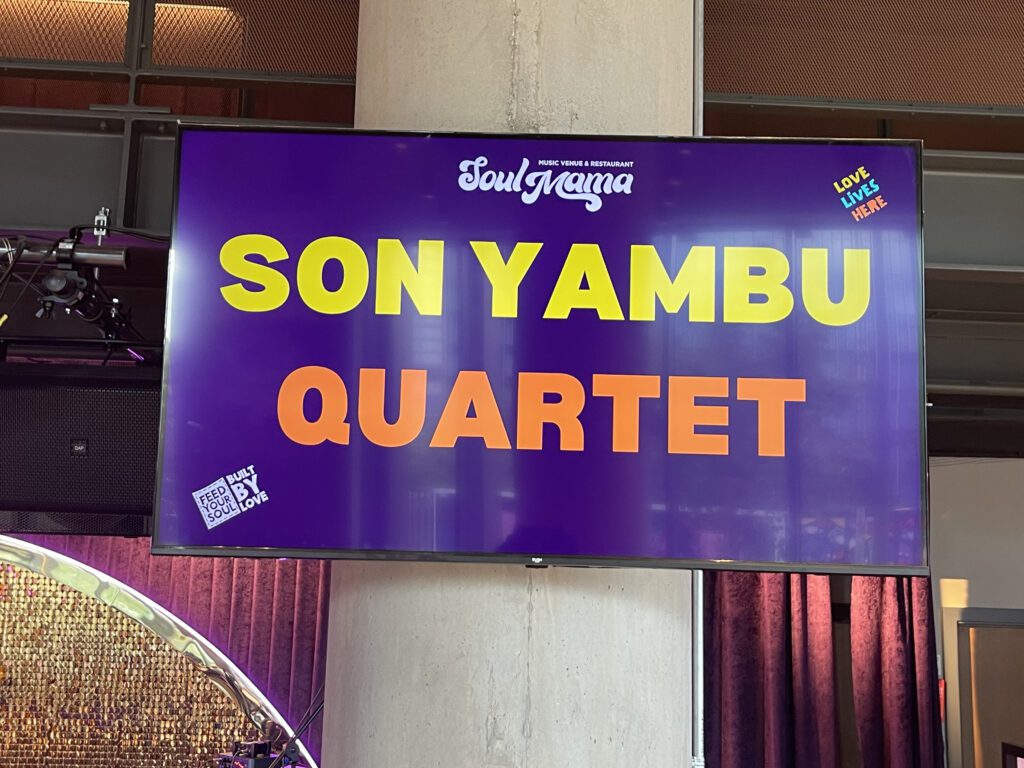 MUSIC VENUE & RESTAURANT
Soul Mama
LOVE
LIVES
HERE
SON YAMBU
QUARTET
FEED
YOUR
SOUL
BUILT
BY
LOVE